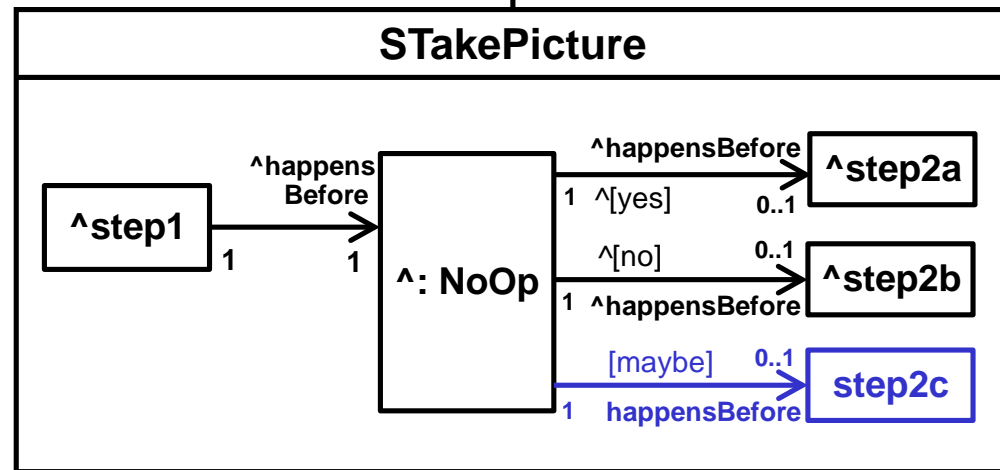 STakePicture
^happens
Before
^step1
1
1
^: NoOp
^happensBefore
1
^[yes]
0..1
^step2a
^[no]
0..1
1
^happensBefore
^step2b
[maybe]
0..1
1
happensBefore
step2c